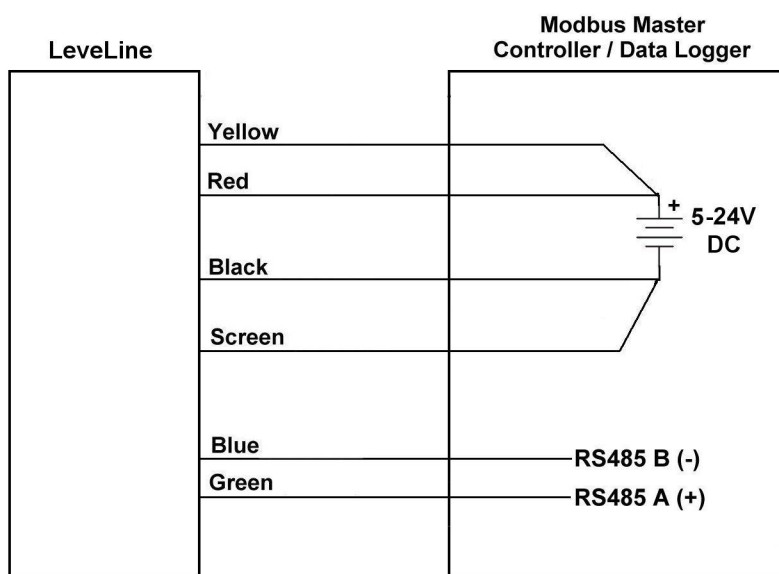 LeveLine
Modbus Master
Controller / Data Logger
Yellow
Red
+
5-24V
DC
Black
Screen
Blue
RS485 B (-)
Green
RS485 A (+)